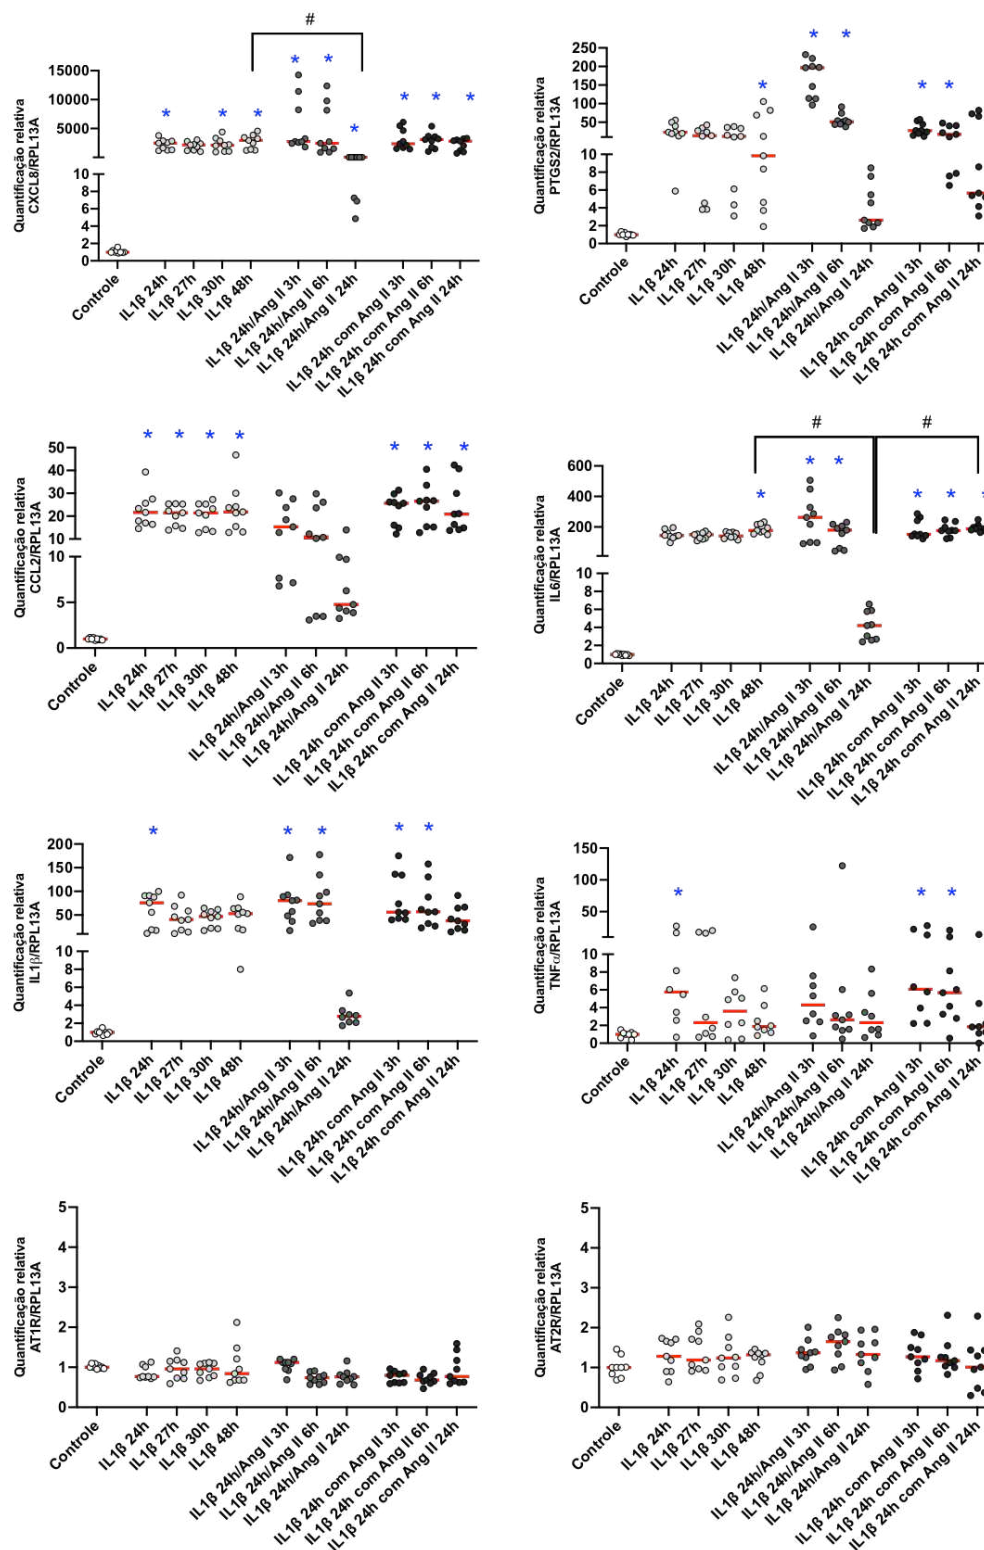 #
* * * * * * * * *
Quantificação relativa
CXCL8/RPL13A
15000
10000
5000
10
8
6
4
2
0
Controle
IL1β 24h
IL1β 27h
IL1β 30h
IL1β 48h
IL1β 24h/Ang II 3h
IL1β 24h/Ang II 6h
IL1β 24h/Ang II 24h
IL1β 24h com Ang II 3h
IL1β 24h com Ang II 6h
IL1β 24h com Ang II 24h
* * * * *
Quantificação relativa
PTGS2/RPL13A
250
200
150
100
50
10
8
6
4
2
0
Controle
IL1β 24h
IL1β 27h
IL1β 30h
IL1β 48h
IL1β 24h/Ang II 3h
IL1β 24h/Ang II 6h
IL1β 24h/Ang II 24h
IL1β 24h com Ang II 3h
IL1β 24h com Ang II 6h
IL1β 24h com Ang II 24h
* * * * * * *
Quantificação relativa
CCL2/RPL13A
50
40
30
20
10
10
5
0
Controle
IL1β 24h
IL1β 27h
IL1β 30h
IL1β 48h
IL1β 24h/Ang II 3h
IL1β 24h/Ang II 6h
IL1β 24h/Ang II 24h
IL1β 24h com Ang II 3h
IL1β 24h com Ang II 6h
IL1β 24h com Ang II 24h
# #
* * * * * *
Quantificação relativa
IL6/RPL13A
600
400
200
10
8
6
4
2
0
Controle
IL1β 24h
IL1β 27h
IL1β 30h
IL1β 48h
IL1β 24h/Ang II 3h
IL1β 24h/Ang II 6h
IL1β 24h/Ang II 24h
IL1β 24h com Ang II 3h
IL1β 24h com Ang II 6h
IL1β 24h com Ang II 24h
* * * * *
Quantificação relativa
IL1β/RPL13A
200
150
100
50
10
8
6
4
2
0
Controle
IL1β 24h
IL1β 27h
IL1β 30h
IL1β 48h
IL1β 24h/Ang II 3h
IL1β 24h/Ang II 6h
IL1β 24h/Ang II 24h
IL1β 24h com Ang II 3h
IL1β 24h com Ang II 6h
IL1β 24h com Ang II 24h
* * *
Quantificação relativa
TNFα/RPL13A
150
100
50
10
8
6
4
2
0
Controle
IL1β 24h
IL1β 27h
IL1β 30h
IL1β 48h
IL1β 24h/Ang II 3h
IL1β 24h/Ang II 6h
IL1β 24h/Ang II 24h
IL1β 24h com Ang II 3h
IL1β 24h com Ang II 6h
IL1β 24h com Ang II 24h
Quantificação relativa
AT1R/RPL13A
5
4
3
2
1
0
Controle
IL1β 24h
IL1β 27h
IL1β 30h
IL1β 48h
IL1β 24h/Ang II 3h
IL1β 24h/Ang II 6h
IL1β 24h/Ang II 24h
IL1β 24h com Ang II 3h
IL1β 24h com Ang II 6h
IL1β 24h com Ang II 24h
Quantificação relativa
AT2R/RPL13A
5
4
3
2
1
0
Controle
IL1β 24h
IL1β 27h
IL1β 30h
IL1β 48h
IL1β 24h/Ang II 3h
IL1β 24h/Ang II 6h
IL1β 24h/Ang II 24h
IL1β 24h com Ang II 3h
IL1β 24h com Ang II 6h
IL1β 24h com Ang II 24h